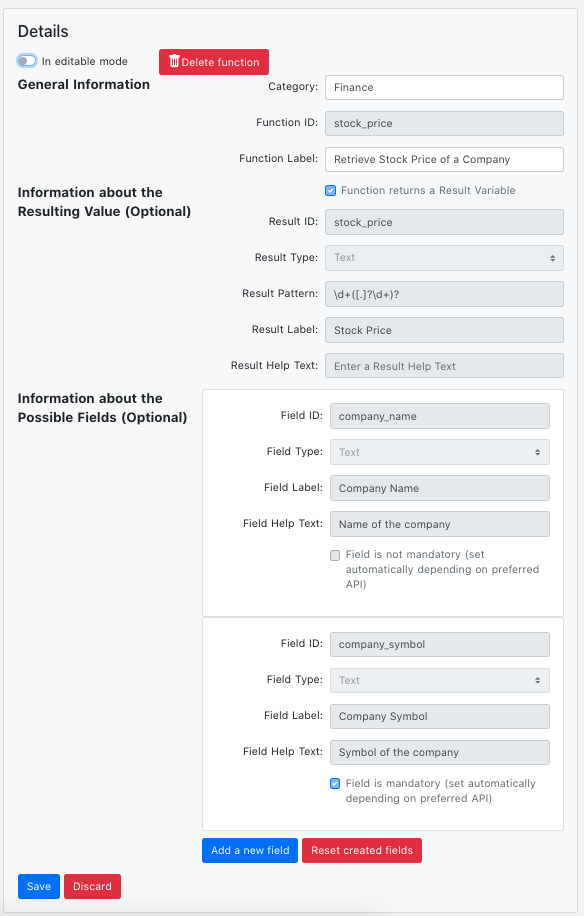 Details
In editable mode
Delete function
General Information
Category:
Finance
Function ID:
stock_price
Function Label:
Retrieve Stock Price of a Company
Information about the
Resulting Value (Optional)
Function returns a Result Variable
Result ID:
stock_price
Result Type:
Text
Result Pattern:
\d+([.]?\d+)?
Result Label:
Stock Price
Result Help Text:
Enter a Result Help Text
Information about the
Possible Fields (Optional)
Field ID:
company_name
Field Type:
Text
Field Label:
Company Name
Field Help Text:
Name of the company
Field is not mandatory (set
automatically depending on preferred
API)
Field ID:
company_symbol
Field Type:
Text
Field Label:
Company Symbol
Field Help Text:
Symbol of the company
Field is mandatory (set automatically
depending on preferred API)
Add a new field
Reset created fields
Save
Discard